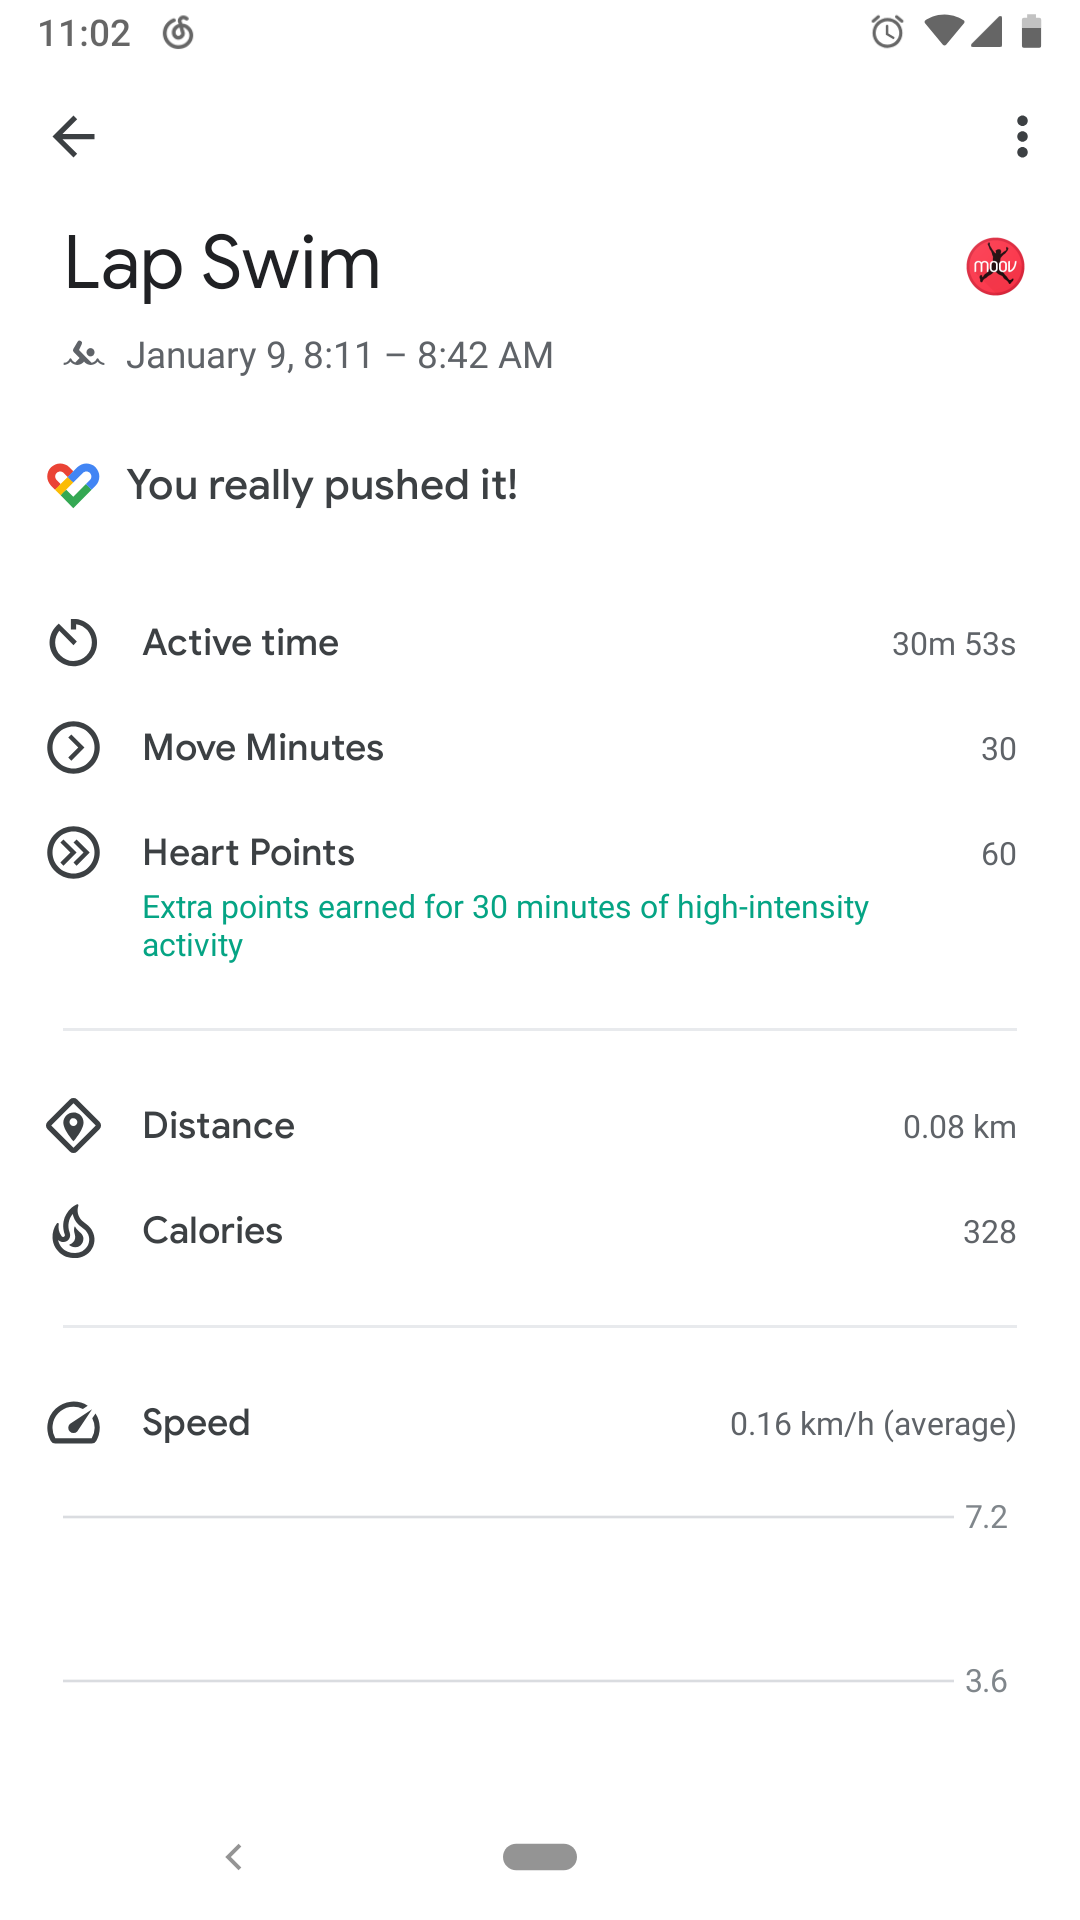 11:02
Lap Swim
moov
January 9, 8:11 – 8:42 AM
You really pushed it!
Active time 30m 53s
Move Minutes 30
Heart Points 60
Extra points earned for 30 minutes of high-intensity
activity
Distance 0.08 km
Calories 328
Speed 0.16 km/h (average)
7.2
3.6